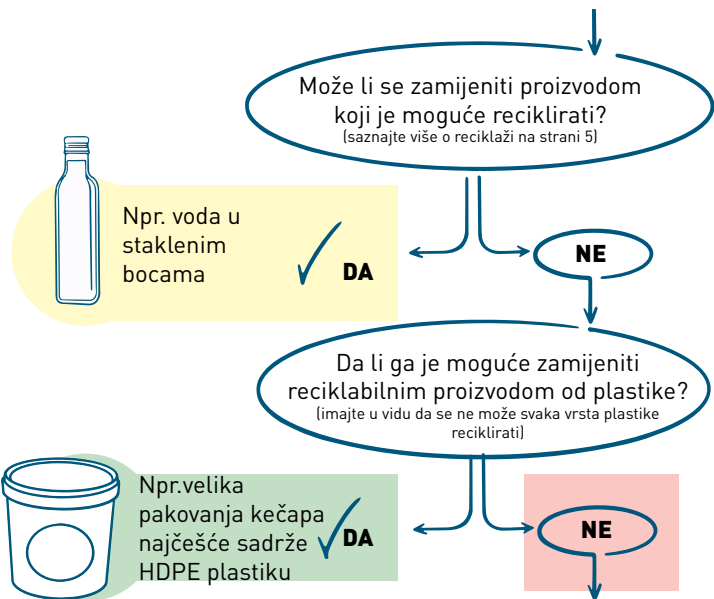 Može li se zamijeniti proizvodom
koji je moguće reciklirati?
(saznajte više o reciklaži na strani 5)
Npr. voda u
staklenim
bocama
DA
NE
Da li ga je moguće zamijeniti
reciklabilnim proizvodom od plastike?
(imajte u vidu da se ne može svaka vrsta plastike
reciklirati)
Npr.velika
pakovanja kečapa
najčešće sadrže
HDPE plastiku
DA
NE